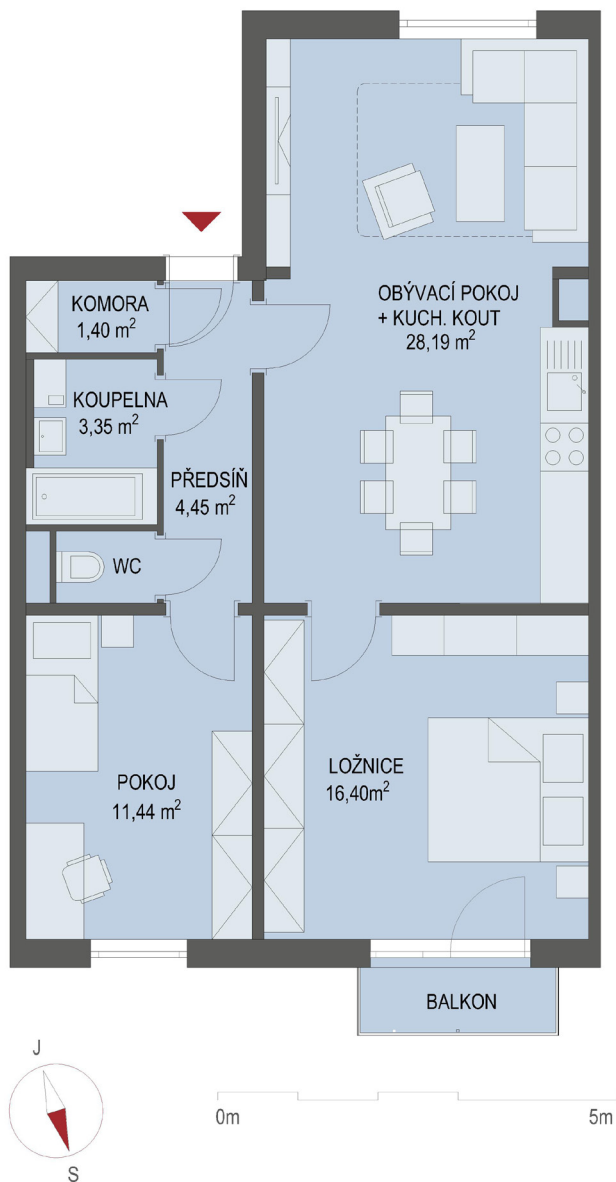 KOMORA
1,40 m²
OBÝVACÍ POKOJ
+ KUCH. KOUT
28,19 m²
KOUPELNA
3,35 m²
PŘEDSÍŇ
4,45 m²
WC
POKOJ
11,44 m²
LOŽNICE
16,40m²
BALKON
J
S
0m
5m